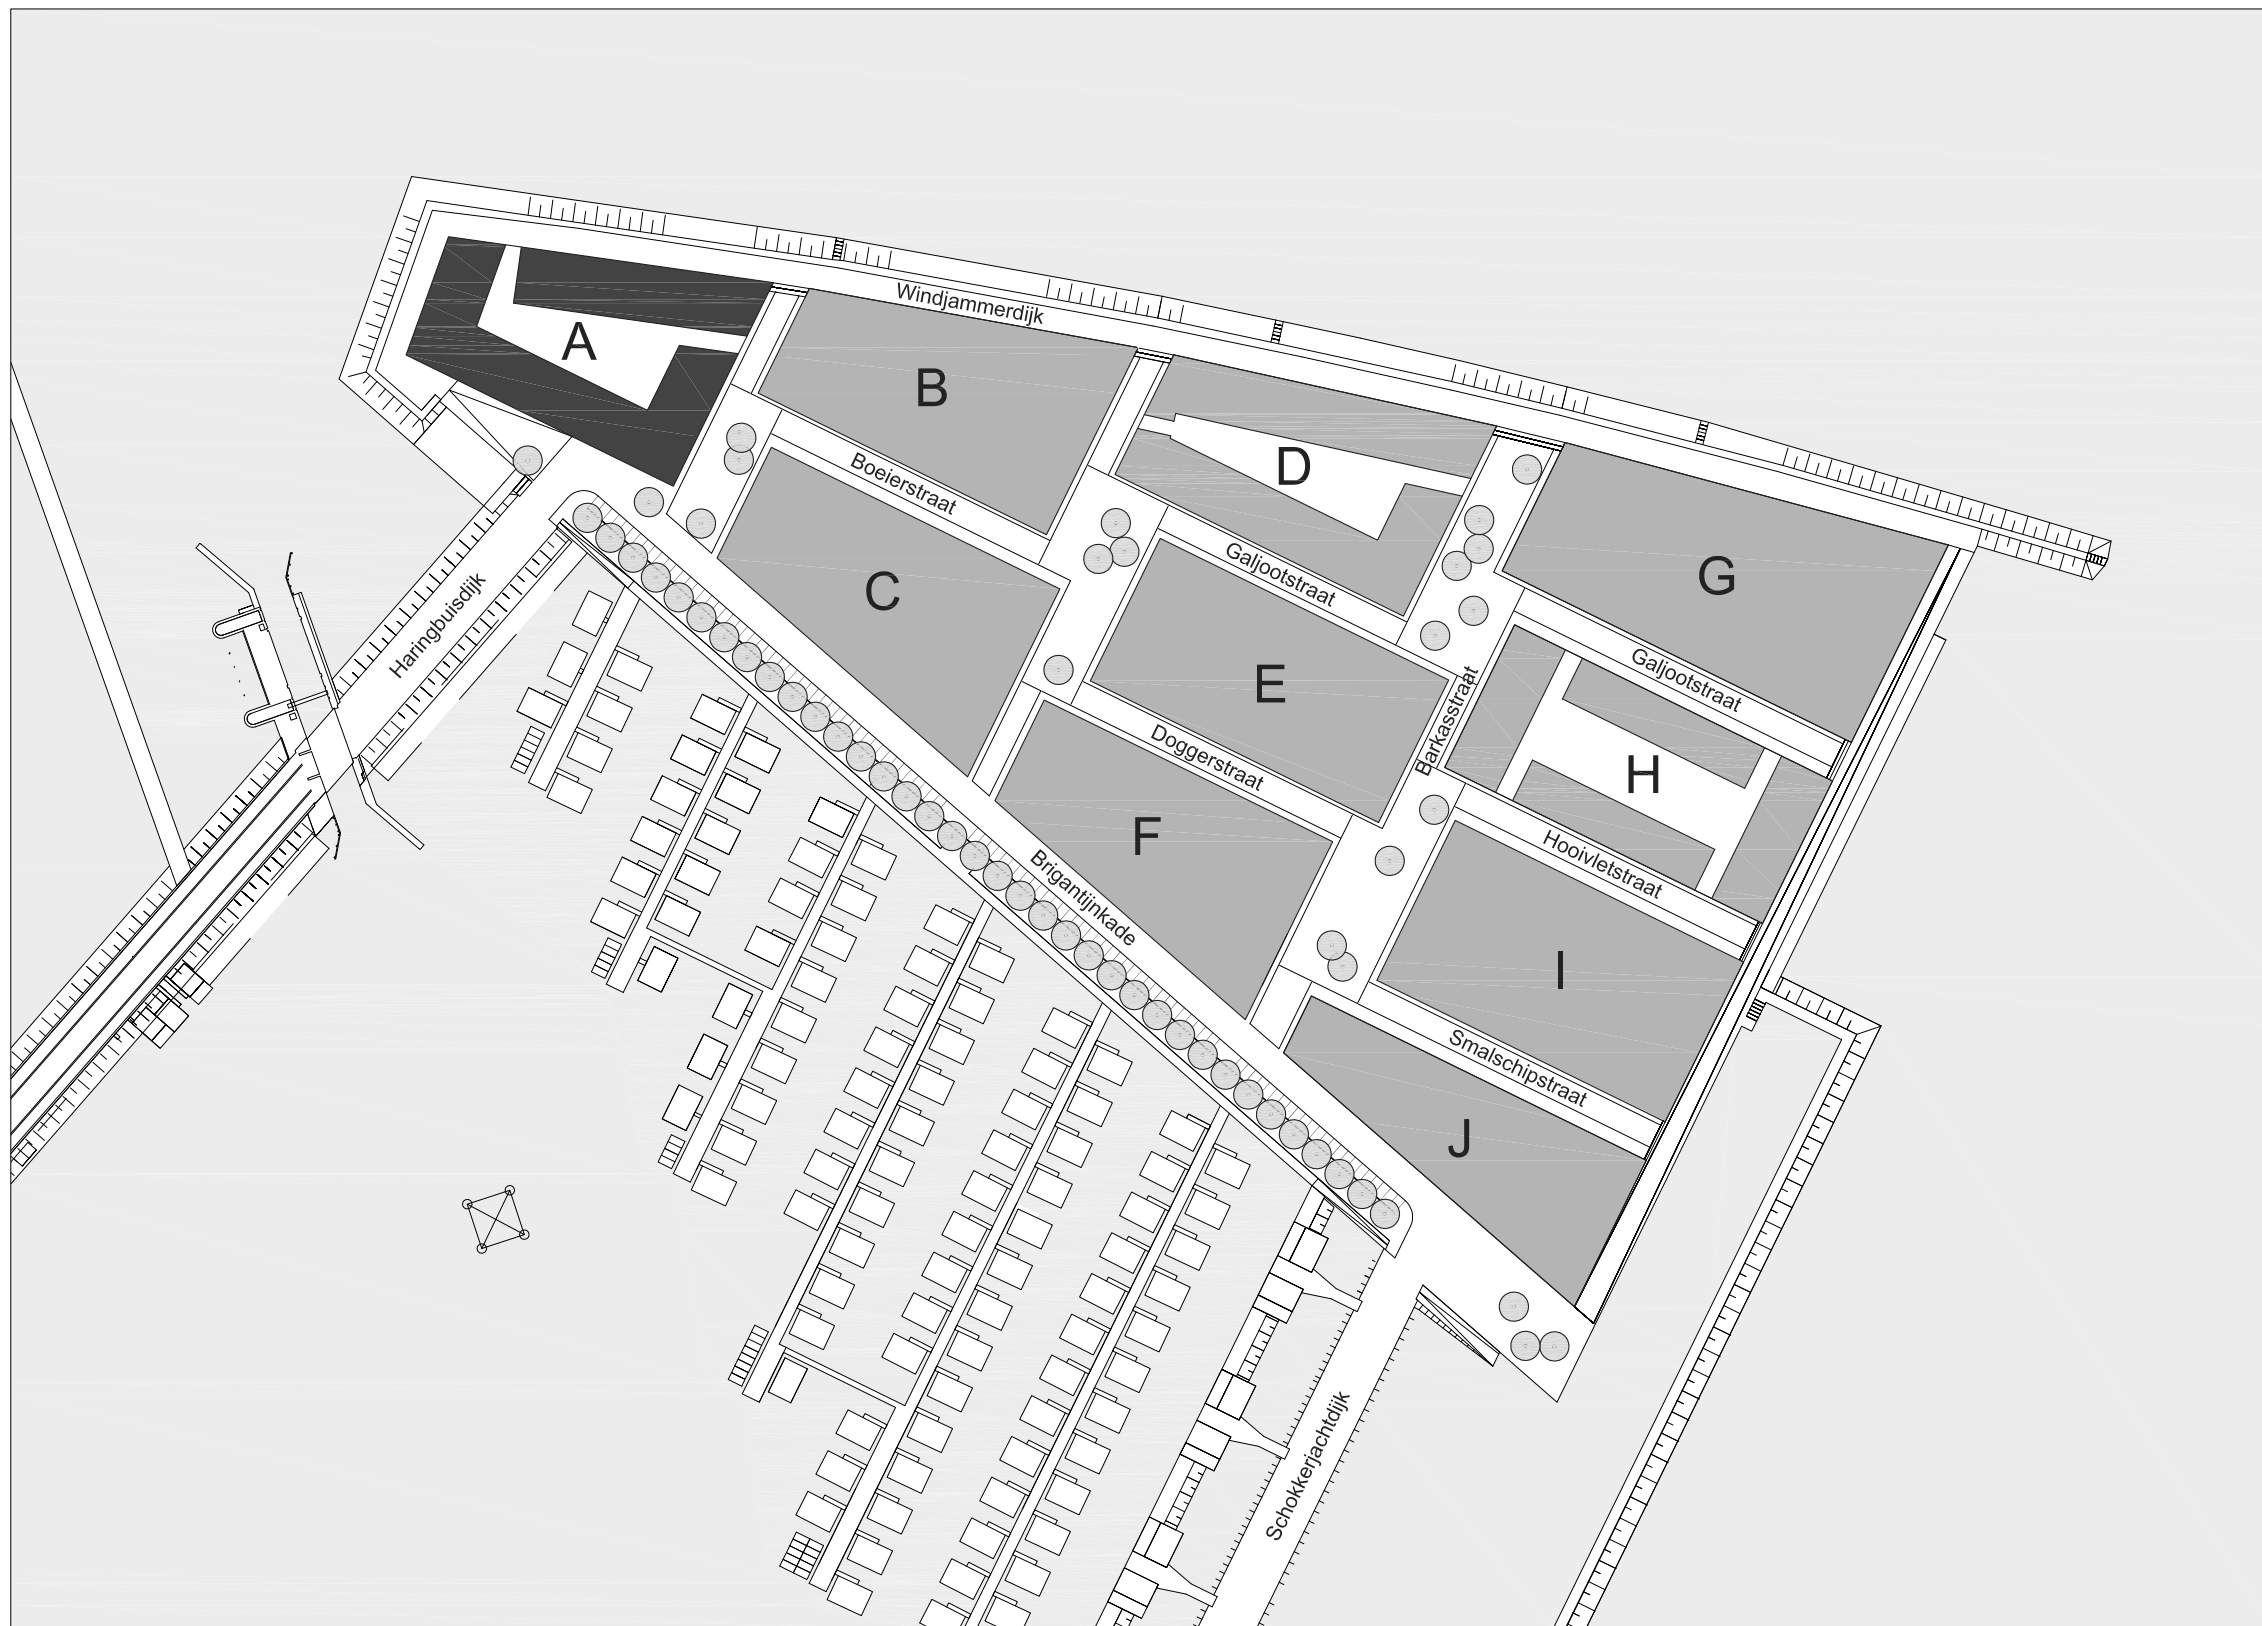 Windjammerdijk
A
B
D
Boeierstraat
C
Galjootstraat
G
Haringbuisdijk
E
Galjootstraat
Barkasstraat
Doggerstraat
H
F
Hooivletstraat
Brigantijnkade
I
Smalschipstraat
J
Schokkerjachtdijk